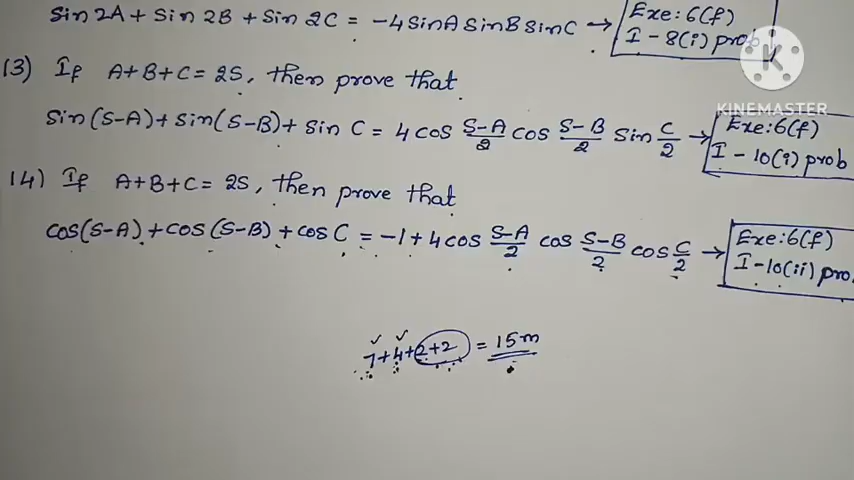 Sin 2A + Sin 2B + Sin 2C = -4 SinA SinB SinC → Exe: 6(f)
I - 8(i) prob
KINEMASTER
13) If A+B+C = 2S, then prove that
Sin(S-A) + Sin(S-B) + Sin C = 4 cos (S-A)/2 cos (S-B)/2 Sin C/2 → Exe: 6(f)
I - 10(i) prob
14) If A+B+C = 2S, then prove that
cos(S-A) + cos(S-B) + cos C = -1 + 4 cos (S-A)/2 cos (S-B)/2 cos C/2 → Exe: 6(f)
I - 10(ii) pro
7+4+2+2 = 15m